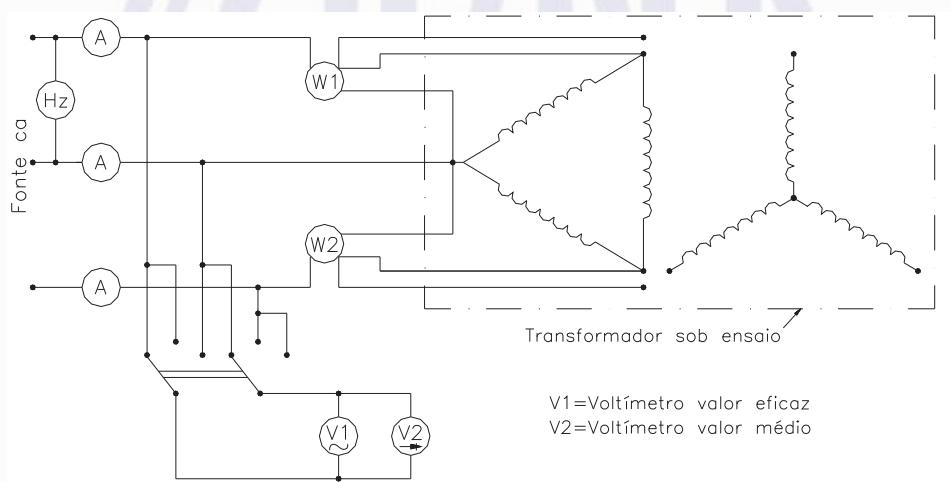 A
W1
Hz
Fonte ca
A
W2
A
Transformador sob ensaio
V1=Voltímetro valor eficaz
V2=Voltímetro valor médio
V1
V2